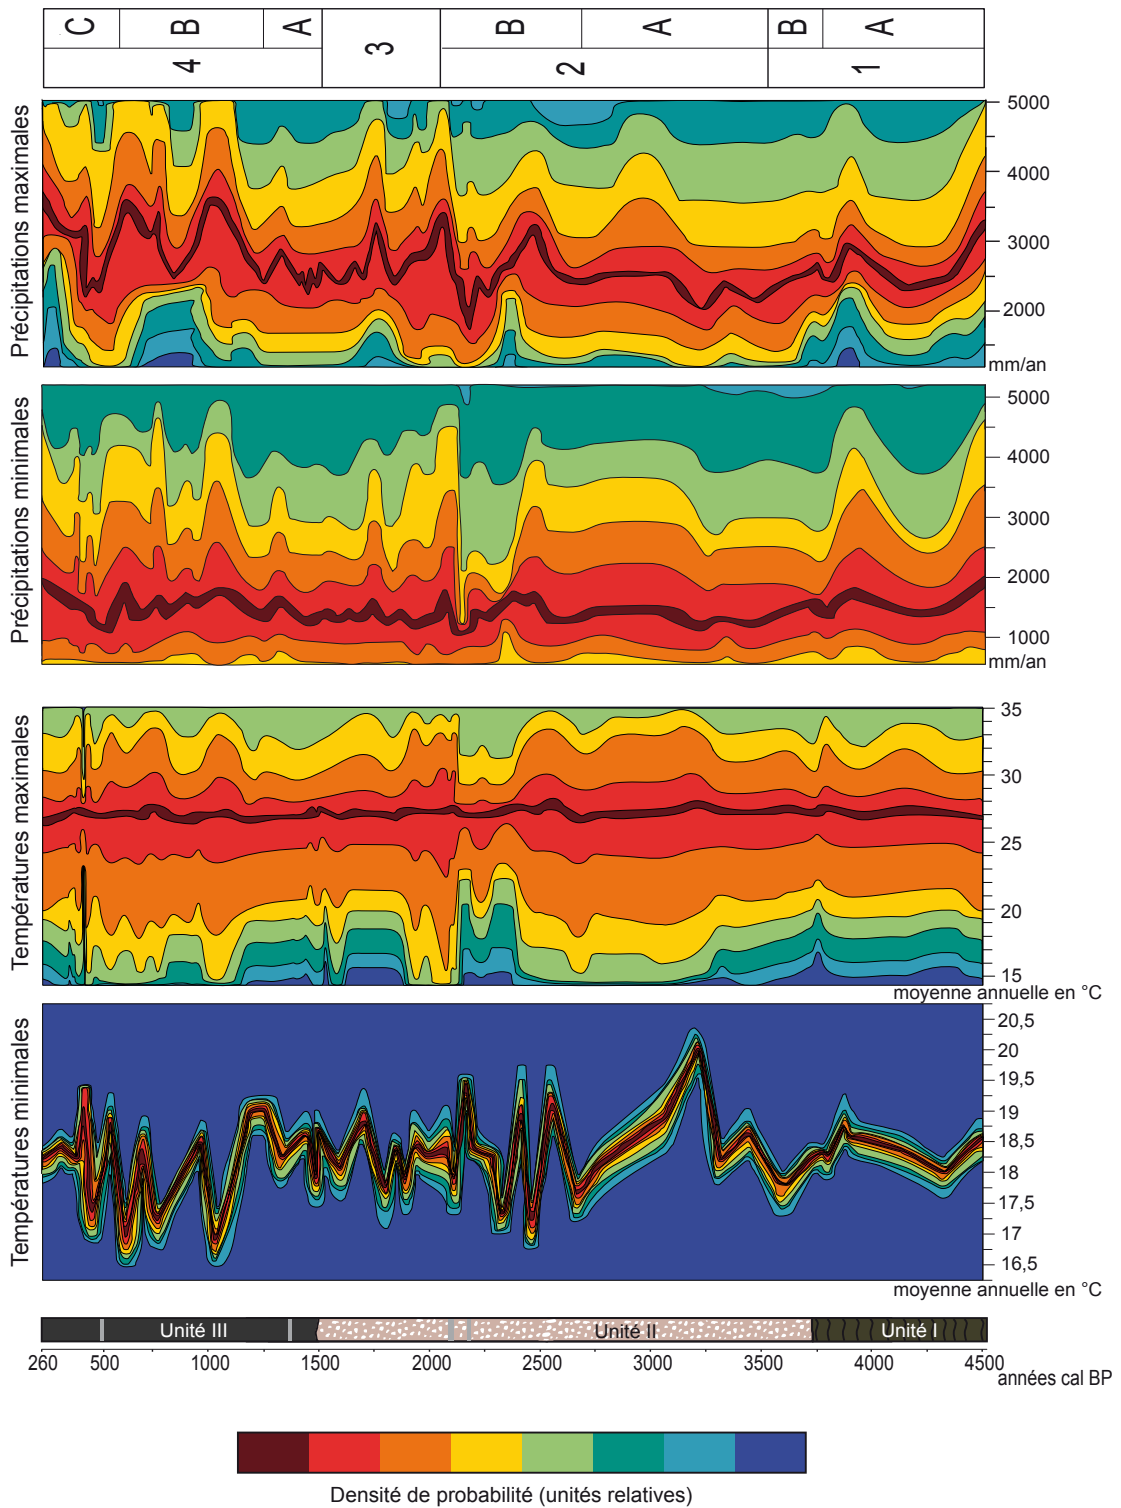 C B A 3 B A B A
4 2 1
Précipitations maximales
5000
4000
3000
2000
mm/an
Précipitations minimales
5000
4000
3000
2000
1000
mm/an
Températures maximales
35
30
25
20
15
moyenne annuelle en °C
Températures minimales
20,5
20
19,5
19
18,5
18
17,5
17
16,5
moyenne annuelle en °C
Unité III Unité II Unité I
260 500 1000 1500 2000 2500 3000 3500 4000 4500
années cal BP
Densité de probabilité (unités relatives)